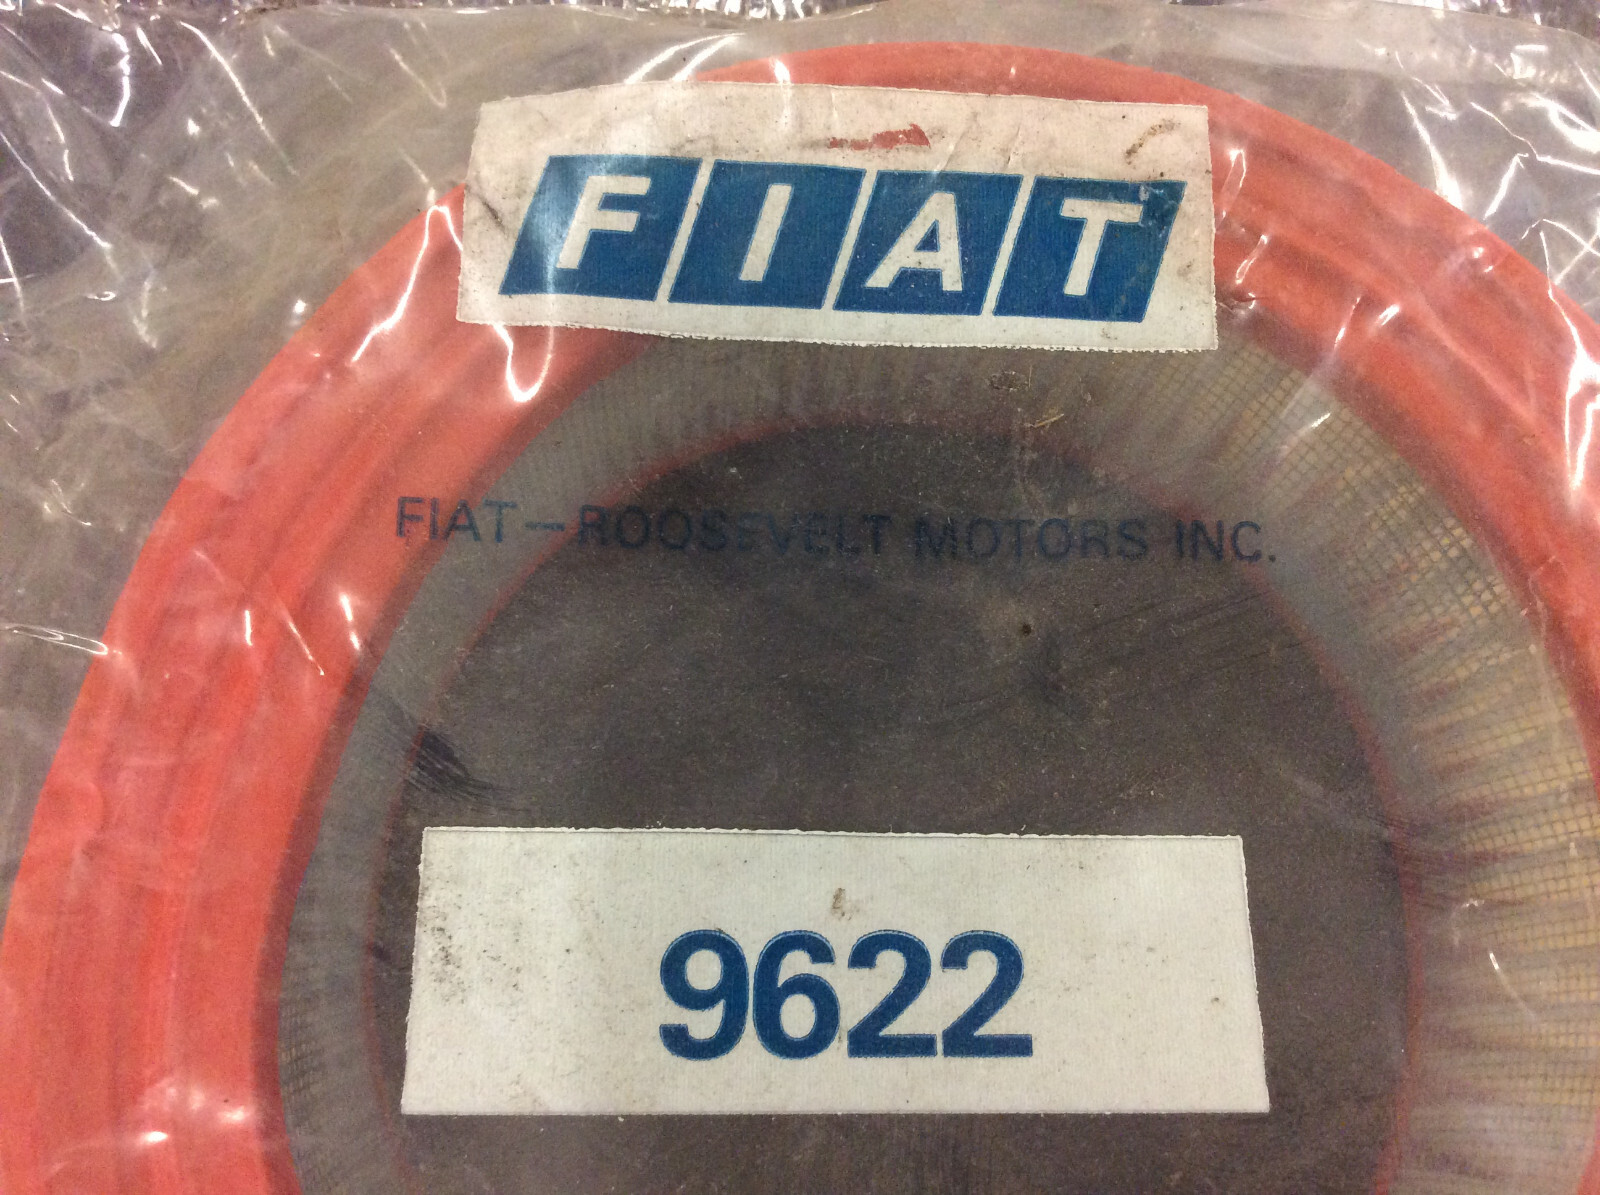 FIAT
FIAT—ROOSEVELT MOTORS INC.
9622